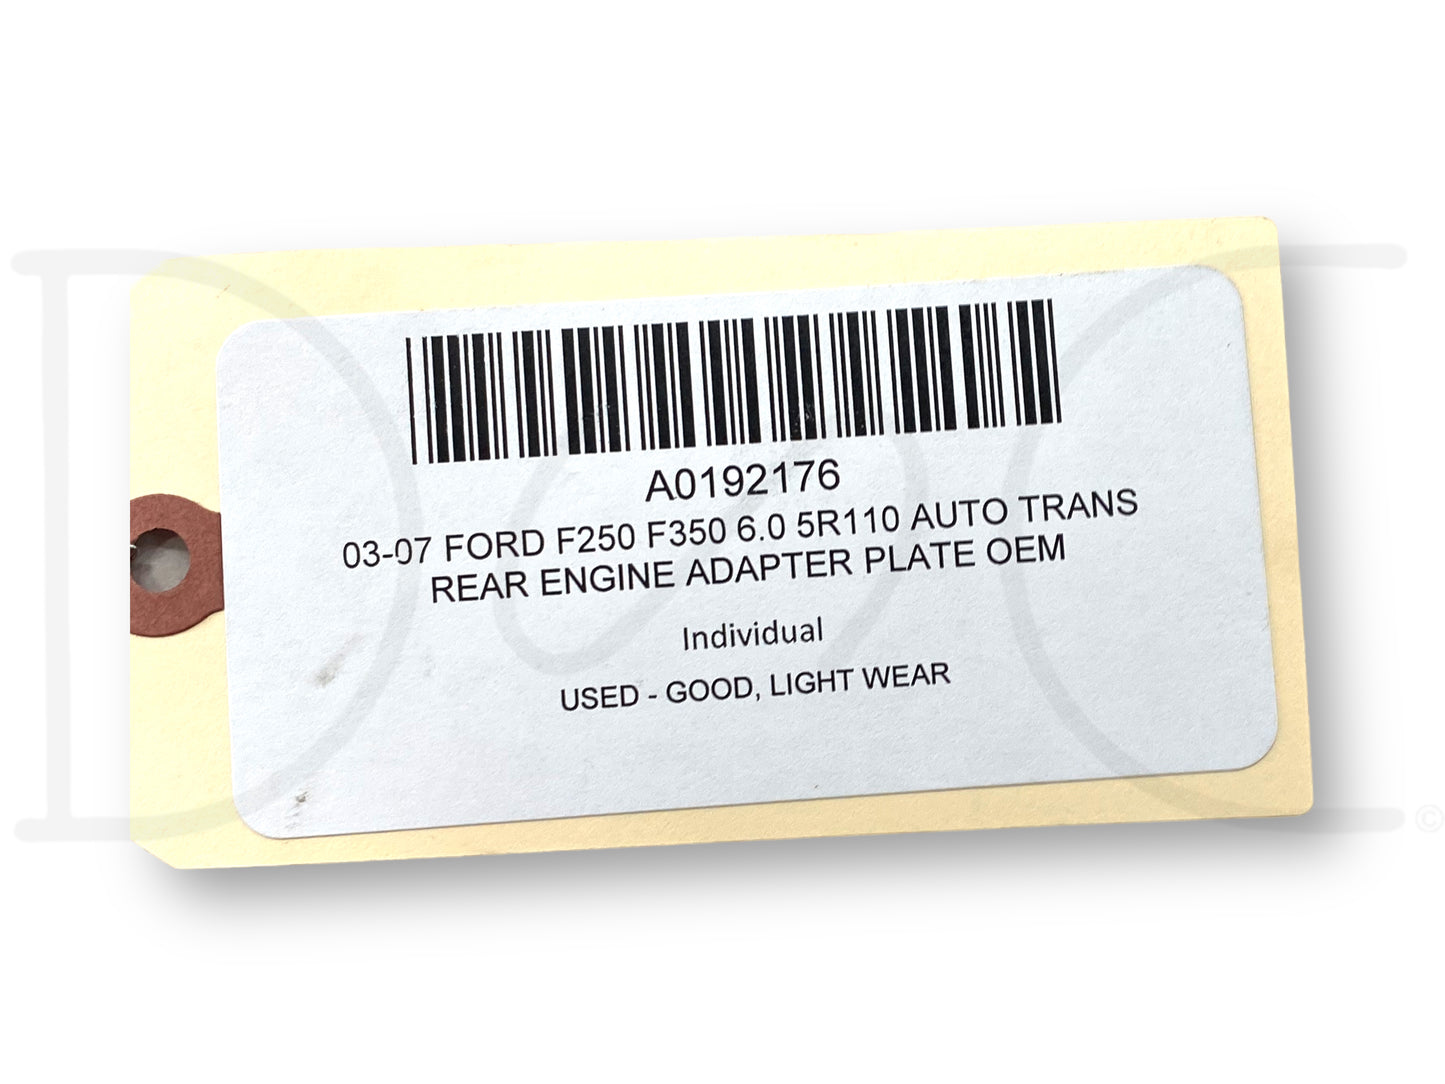 A0192176
03-07 FORD F250 F350 6.0 5R110 AUTO TRANS
REAR ENGINE ADAPTER PLATE OEM
Individual
USED - GOOD, LIGHT WEAR
©